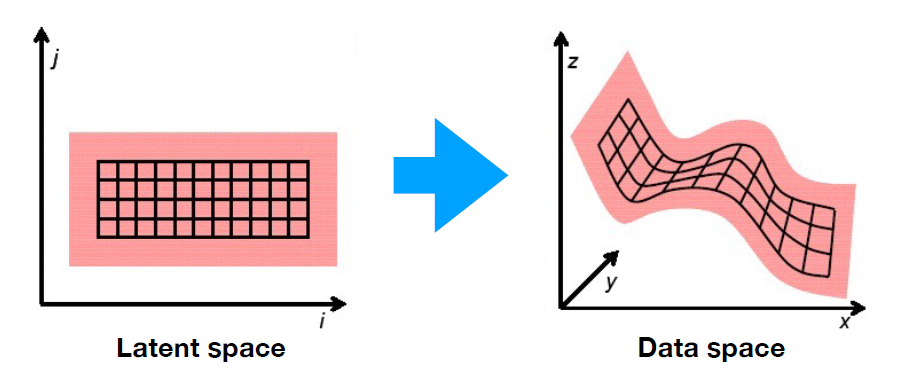 j
z
y
i
x
Latent space
Data space